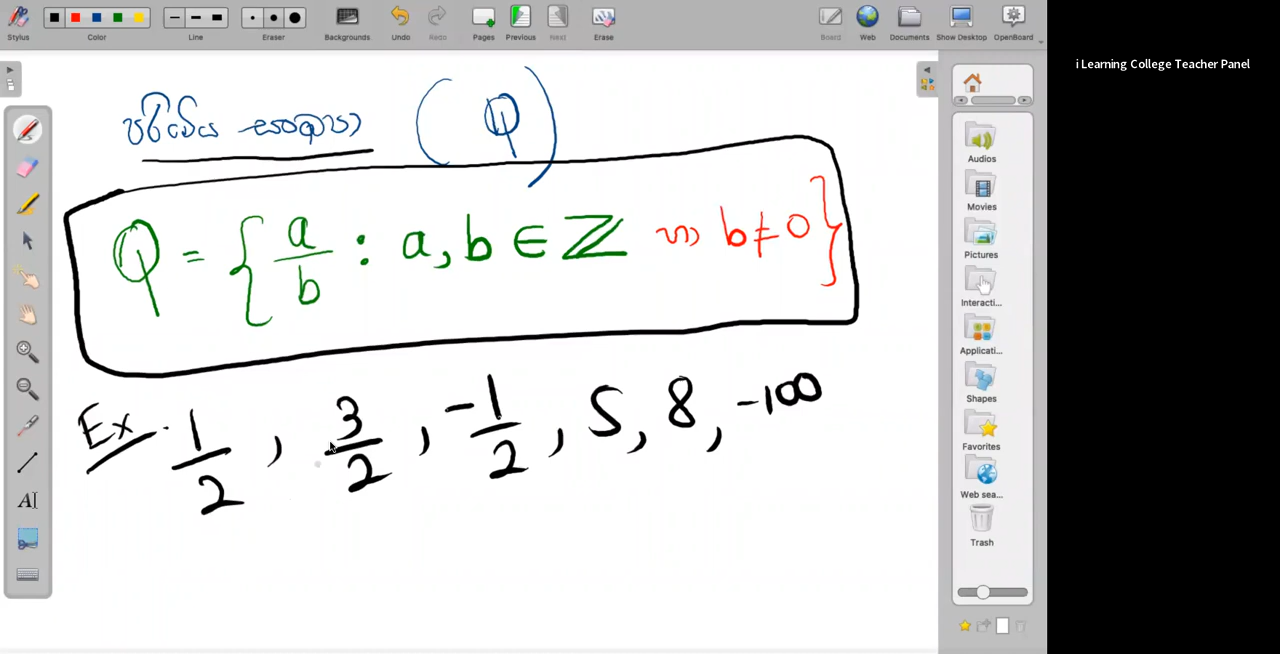 Stylus Color Line Eraser Backgrounds Undo Redo Pages Previous Next Erase Board Web Documents Show Desktop OpenBoard
i Learning College Teacher Panel
පරිමේය සංඛ්‍යා (Q)
Q = { a/b : a, b ∈ ℤ හා b ≠ 0 }
Ex. 1/2 , 3/2 , -1/2 , 5, 8, -100
Audios
Movies
Pictures
Interacti...
Applicati...
Shapes
Favorites
Web sea...
Trash